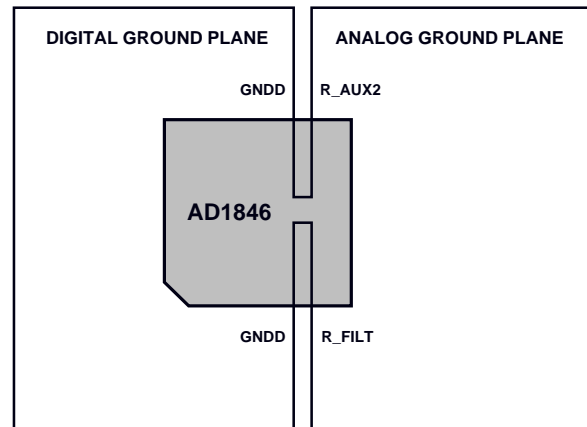 DIGITAL GROUND PLANE ANALOG GROUND PLANE
GNDD R_AUX2
AD1846
GNDD R_FILT